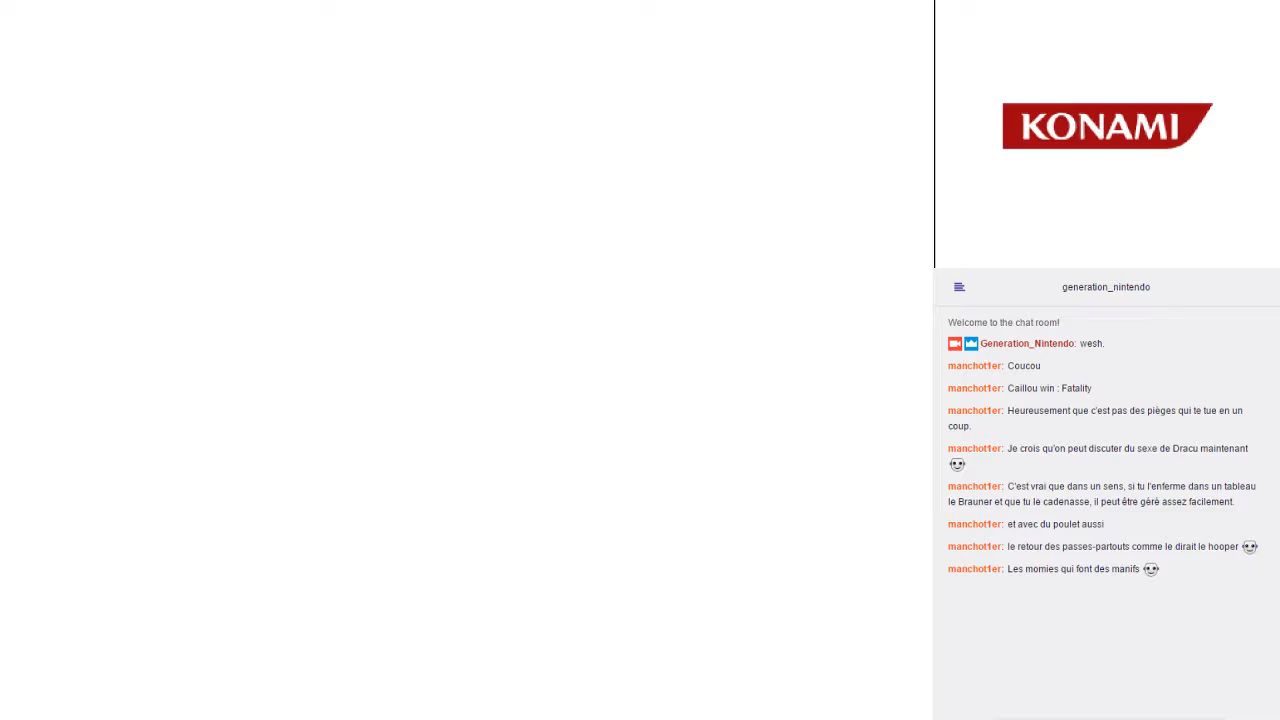 KONAMI
generation_nintendo
Welcome to the chat room!
Generation_Nintendo: wesh.
manchot1er: Coucou
manchot1er: Caillou win : Fatality
manchot1er: Heureusement que c'est pas des pièges qui te tue en un
coup.
manchot1er: Je crois qu'on peut discuter du sexe de Dracu maintenant
manchot1er: C'est vrai que dans un sens, si tu l'enferme dans un tableau
le Brauner et que tu le cadenasse, il peut être géré assez facilement.
manchot1er: et avec du poulet aussi
manchot1er: le retour des passes-partouts comme le dirait le hooper
manchot1er: Les momies qui font des manifs